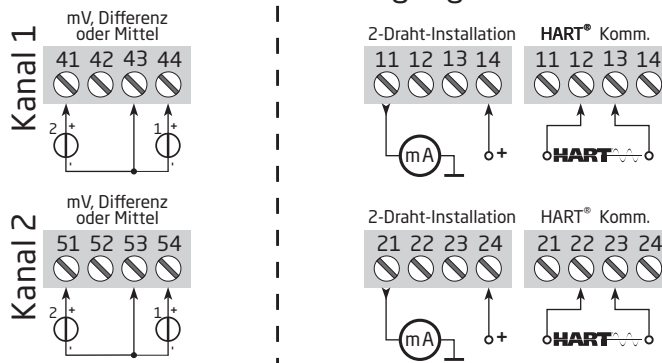 Kanal 1
mV, Differenz
oder Mittel
41 42 43 44
2 + -
1 + -
2-Draht-Installation
11 12 13 14
mA
+
HART® Komm.
11 12 13 14
HART
Kanal 2
mV, Differenz
oder Mittel
51 52 53 54
2 + -
1 + -
2-Draht-Installation
21 22 23 24
mA
+
HART® Komm.
21 22 23 24
HART